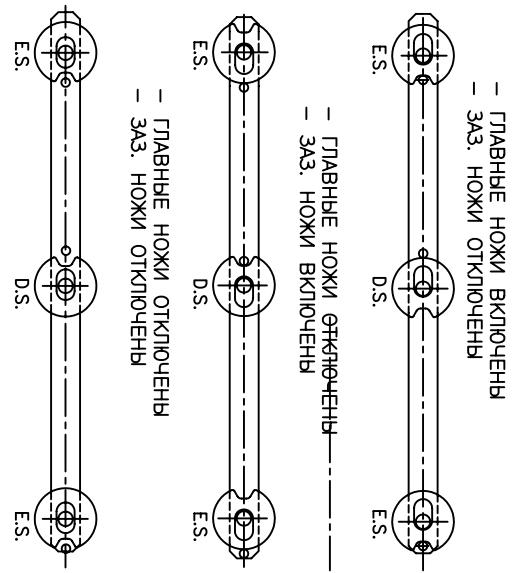 - ГЛАВНЫЕ НОЖИ ВКЛЮЧЕНЫ
- ЗАЗ. НОЖИ ОТКЛЮЧЕНЫ
E.S.
D.S.
E.S.
- ГЛАВНЫЕ НОЖИ ОТКЛЮЧЕНЫ
- ЗАЗ. НОЖИ ВКЛЮЧЕНЫ
E.S.
D.S.
E.S.
- ГЛАВНЫЕ НОЖИ ОТКЛЮЧЕНЫ
- ЗАЗ. НОЖИ ОТКЛЮЧЕНЫ
E.S.
D.S.
E.S.